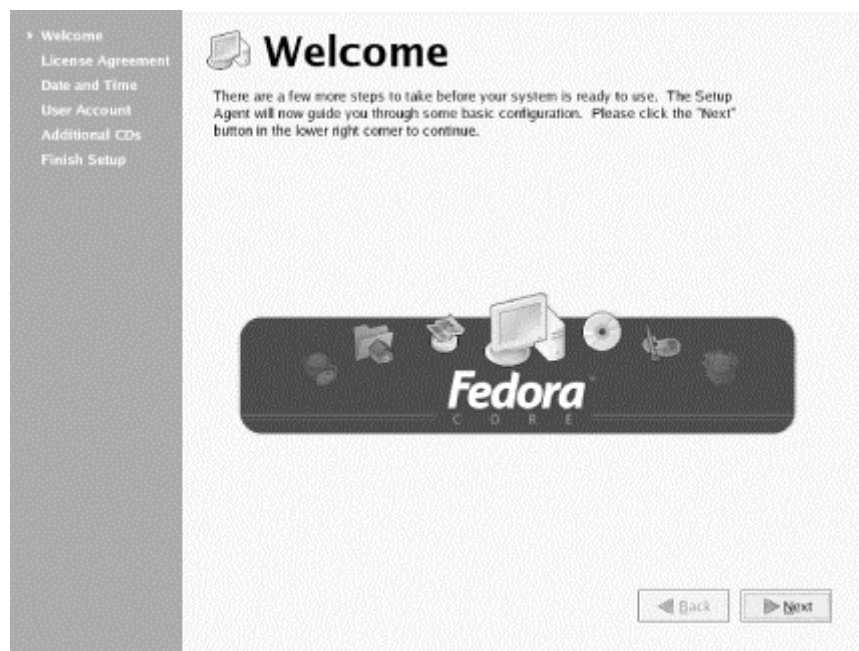 Welcome
License Agreement
Date and Time
User Account
Additional CDs
Finish Setup
Welcome
There are a few more steps to take before your system is ready to use. The Setup
Agent will now guide you through some basic configuration. Please click the "Next"
button in the lower right corner to continue.
Fedora
CORE
Back
Next